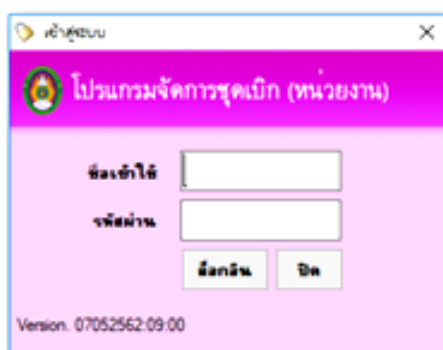 เข้าสู่ระบบ
โปรแกรมจัดการชุดเบิก (หน่วยงาน)
ชื่อเข้าใช้
รหัสผ่าน
ล็อกอิน ปิด
Version. 07052562:09:00